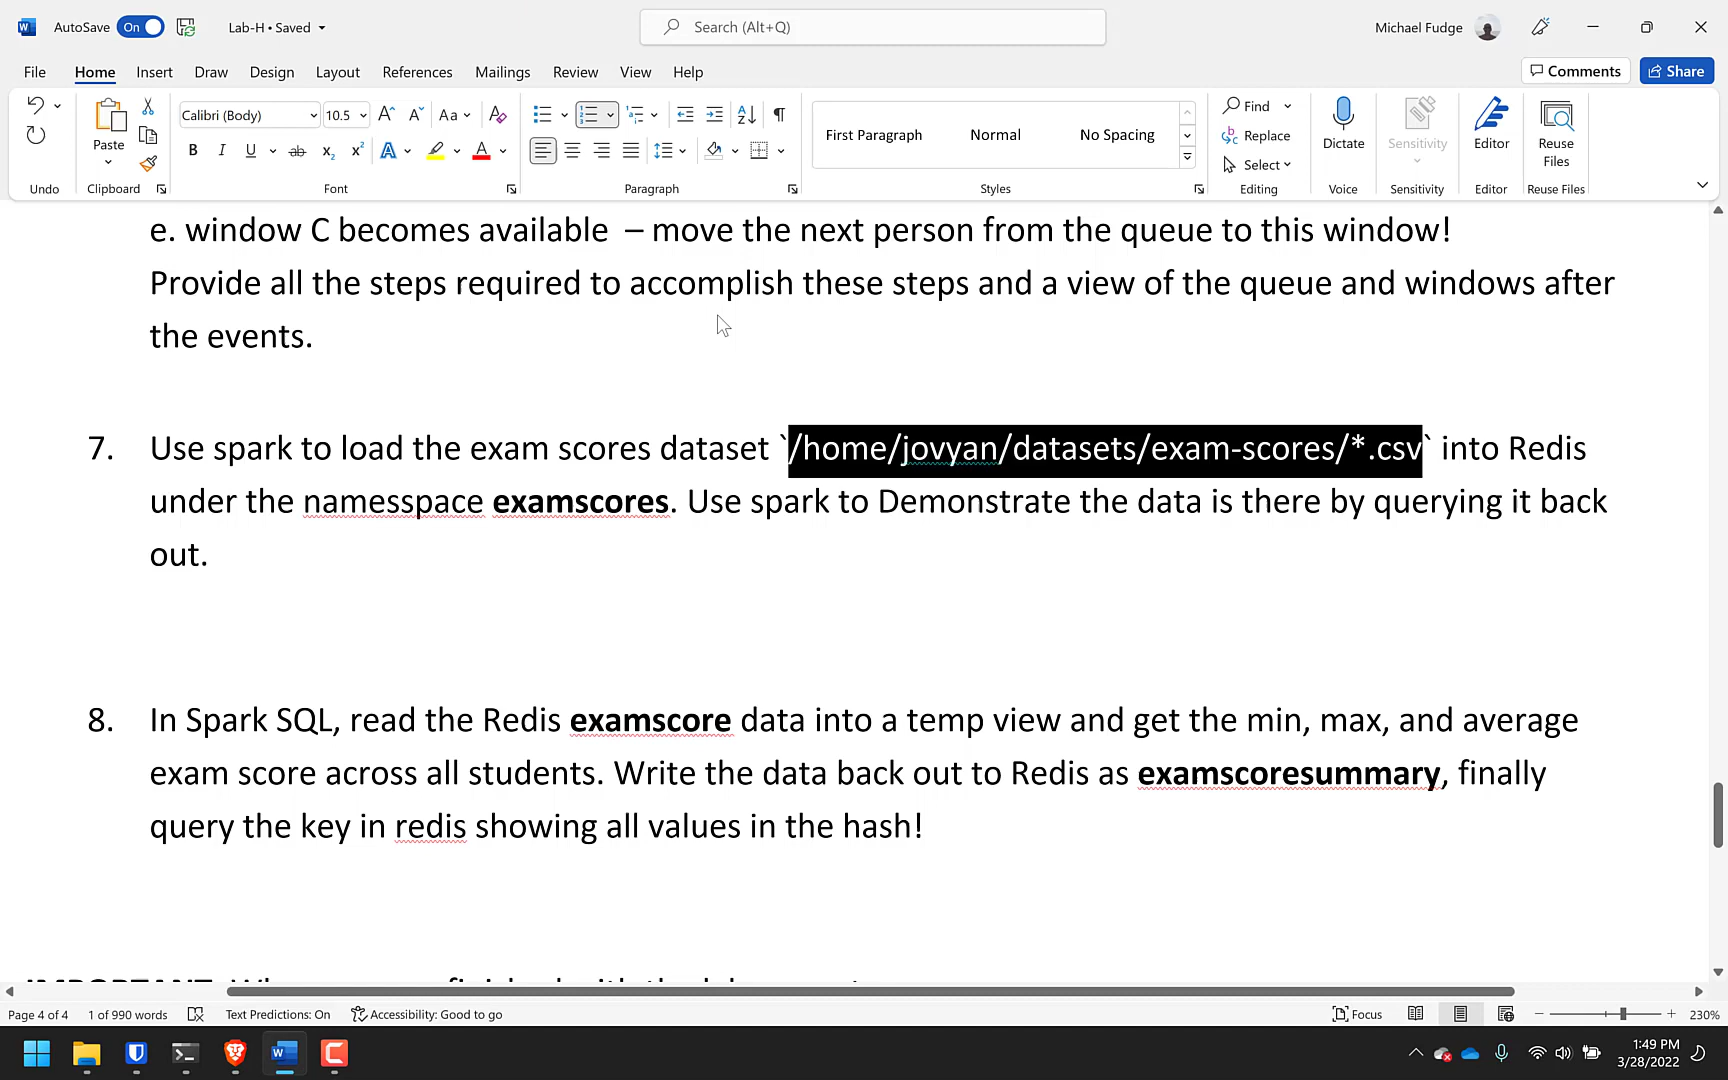 AutoSave On Lab-H • Saved Search (Alt+Q) Michael Fudge
File Home Insert Draw Design Layout References Mailings Review View Help Comments Share
Calibri (Body) 10.5 Aa Find
Paste First Paragraph Normal No Spacing Replace Dictate Sensitivity Editor Reuse Files
B I U ab x₂ x² A A Select
Undo Clipboard Font Paragraph Styles Editing Voice Sensitivity Editor Reuse Files
e. window C becomes available – move the next person from the queue to this window!
Provide all the steps required to accomplish these steps and a view of the queue and windows after
the events.
7. Use spark to load the exam scores dataset `/home/jovyan/datasets/exam-scores/*.csv` into Redis
under the namesspace examscores. Use spark to Demonstrate the data is there by querying it back
out.
8. In Spark SQL, read the Redis examscore data into a temp view and get the min, max, and average
exam score across all students. Write the data back out to Redis as examscoresummary, finally
query the key in redis showing all values in the hash!
Page 4 of 4 1 of 990 words Text Predictions: On Accessibility: Good to go Focus 230%
1:49 PM
3/28/2022